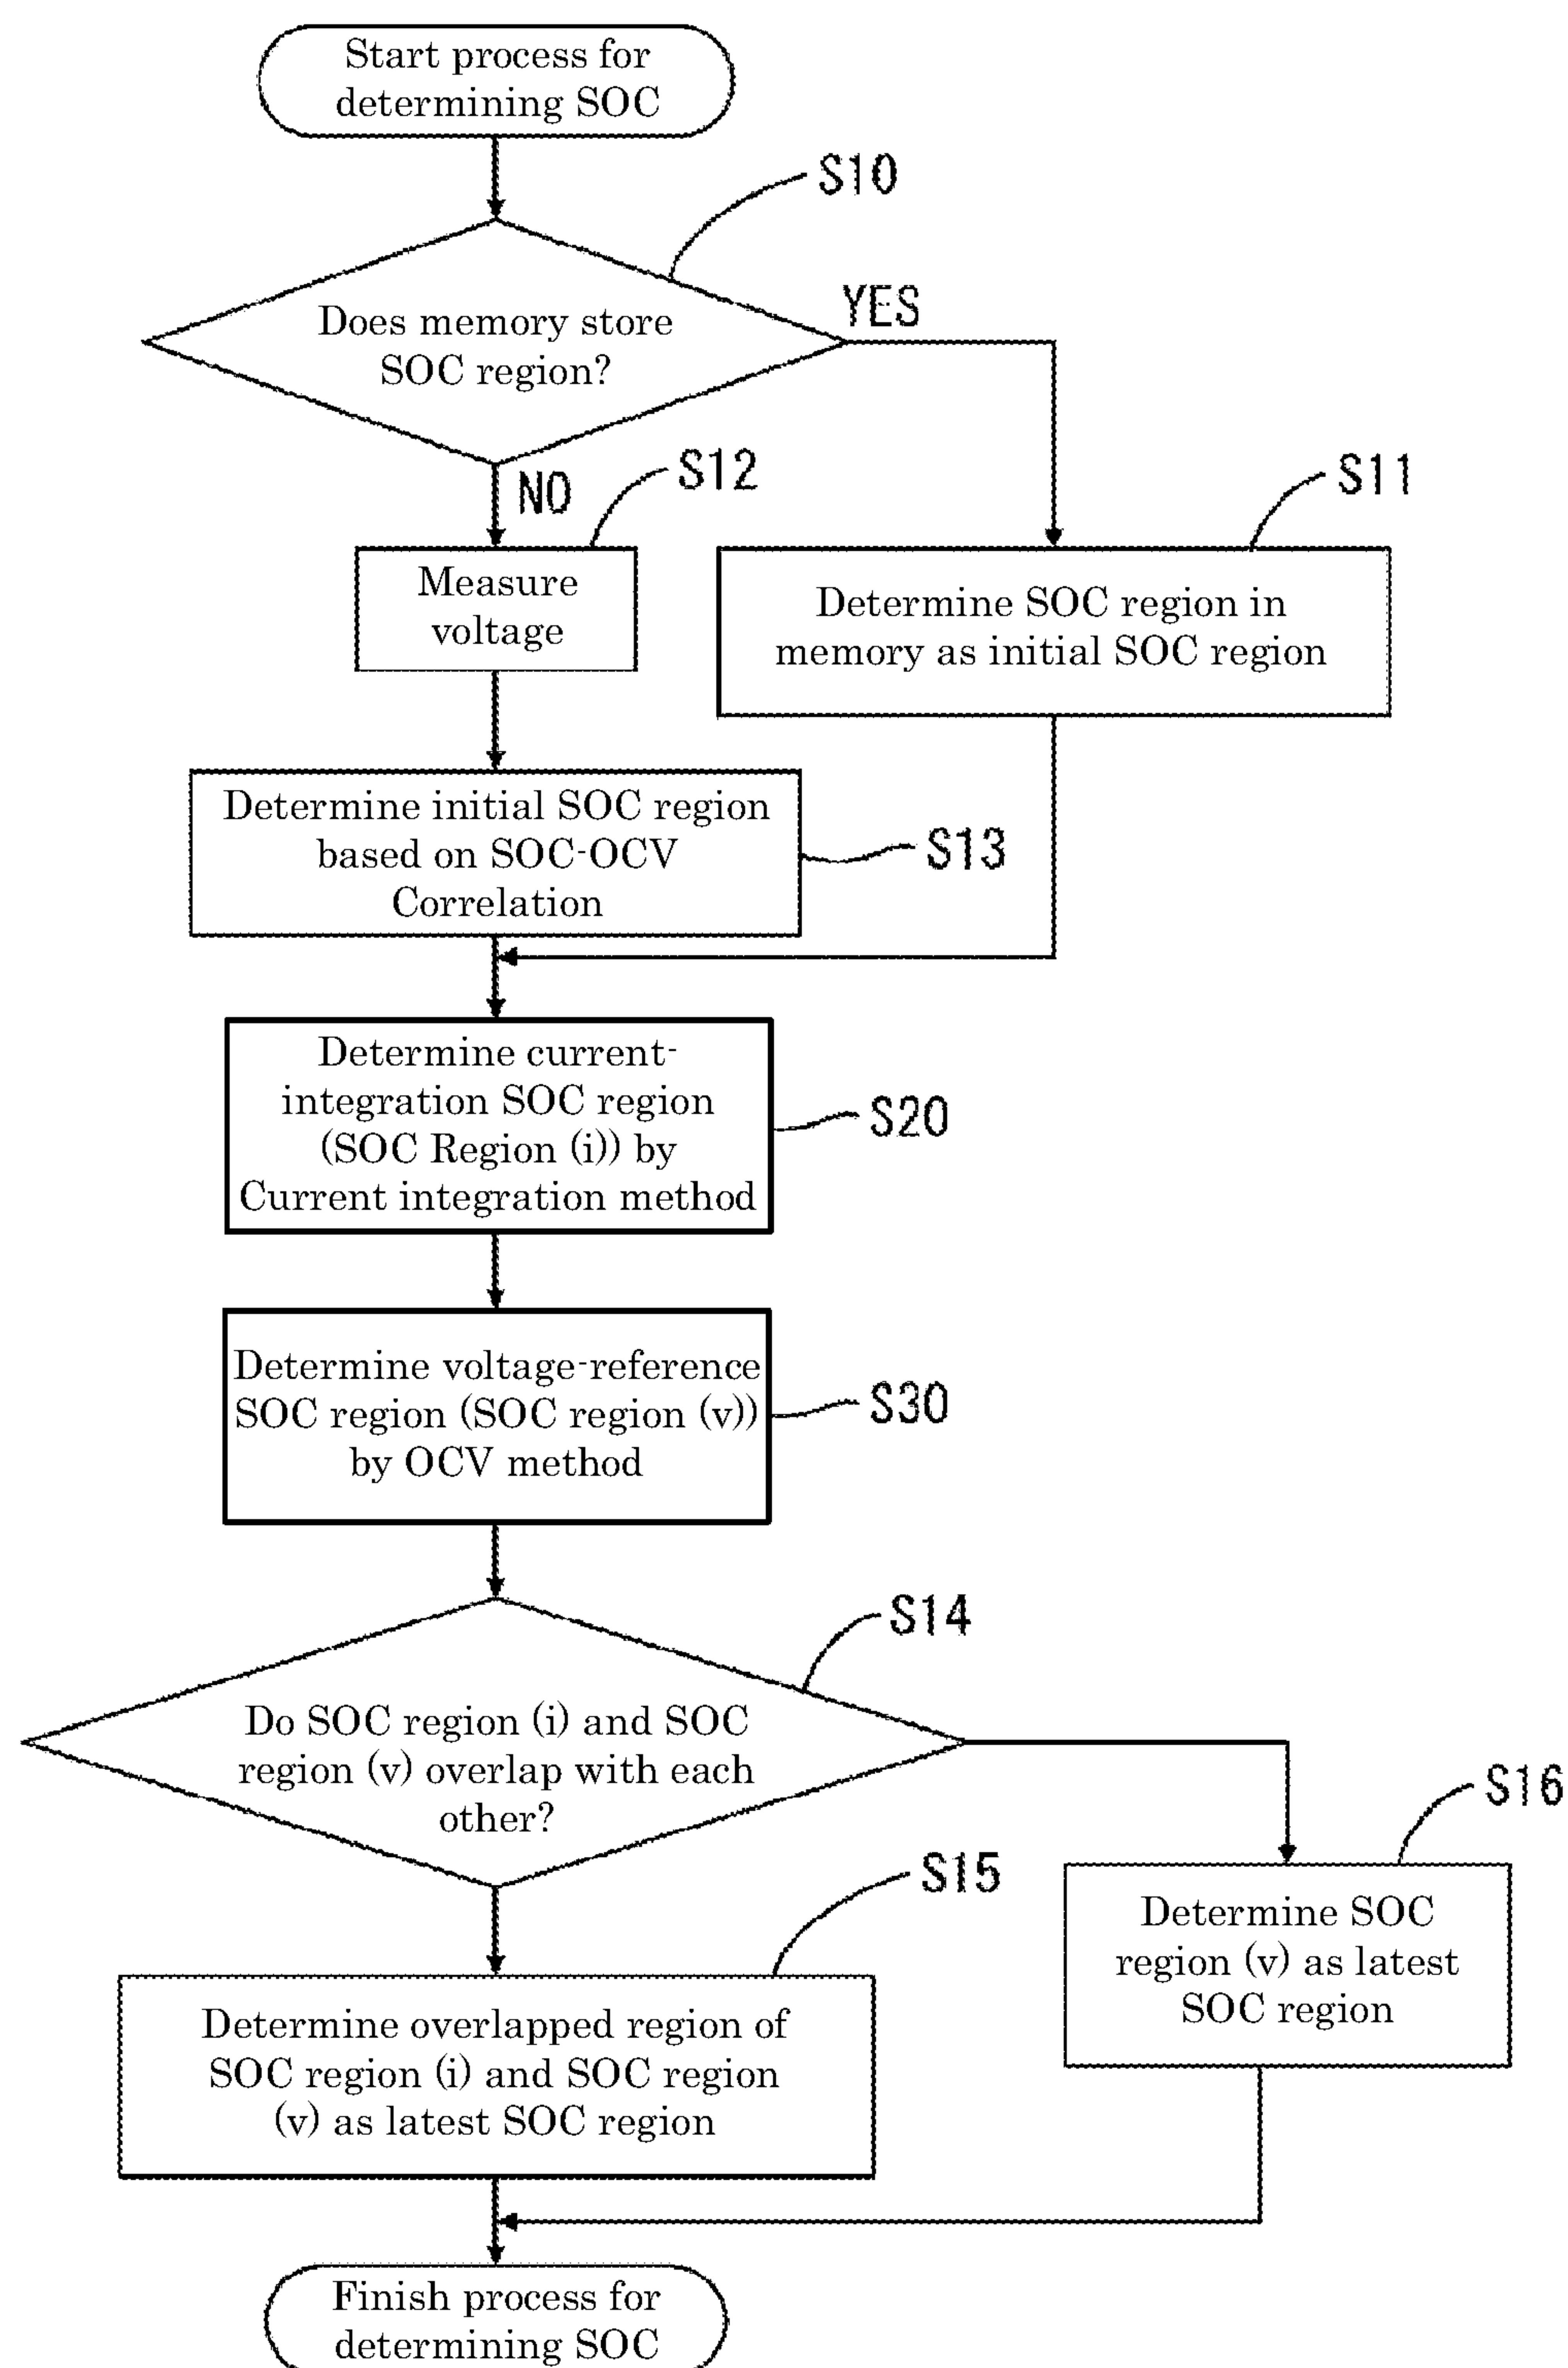 Start process for
determining SOC
S10
Does memory store
SOC region?
YES
NO
S12
S11
Measure
voltage
Determine SOC region in
memory as initial SOC region
Determine initial SOC region
based on SOC-OCV
Correlation
S13
Determine current-
integration SOC region
(SOC Region (i)) by
Current integration method
S20
Determine voltage-reference
SOC region (SOC region (v))
by OCV method
S30
S14
Do SOC region (i) and SOC
region (v) overlap with each
other?
S16
S15
Determine SOC
region (v) as latest
SOC region
Determine overlapped region of
SOC region (i) and SOC region
(v) as latest SOC region
Finish process for
determining SOC